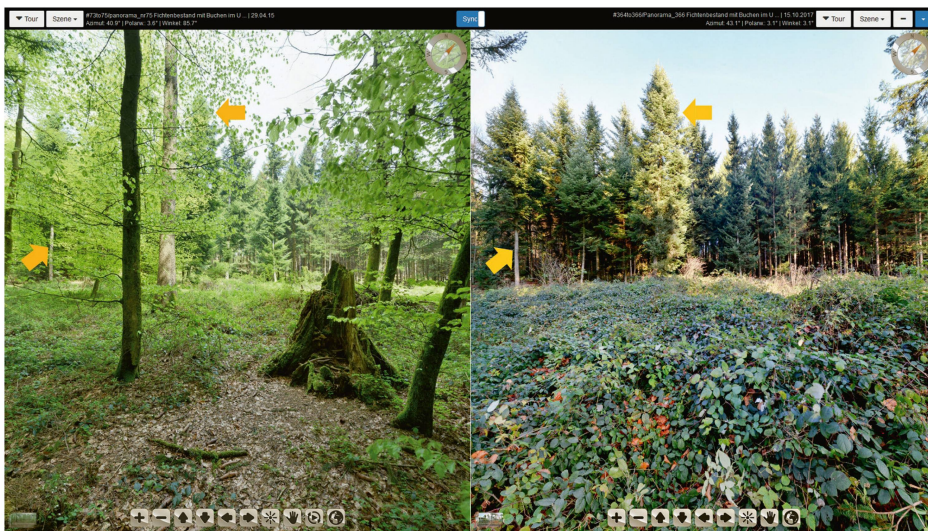 Tour
Szene
#73to75/panorama_nr75 Fichtenbestand mit Buchen im U ... | 29.04.15
Azimut: 40.9° | Polarw.: 3.6° | Winkel: 85.7°
Sync
#364to366/Panorama_366 Fichtenbestand mit Buchen im U ... | 15.10.2017
Azimut: 43.1° | Polarw.: 3.1° | Winkel: 3.1°
Tour
Szene